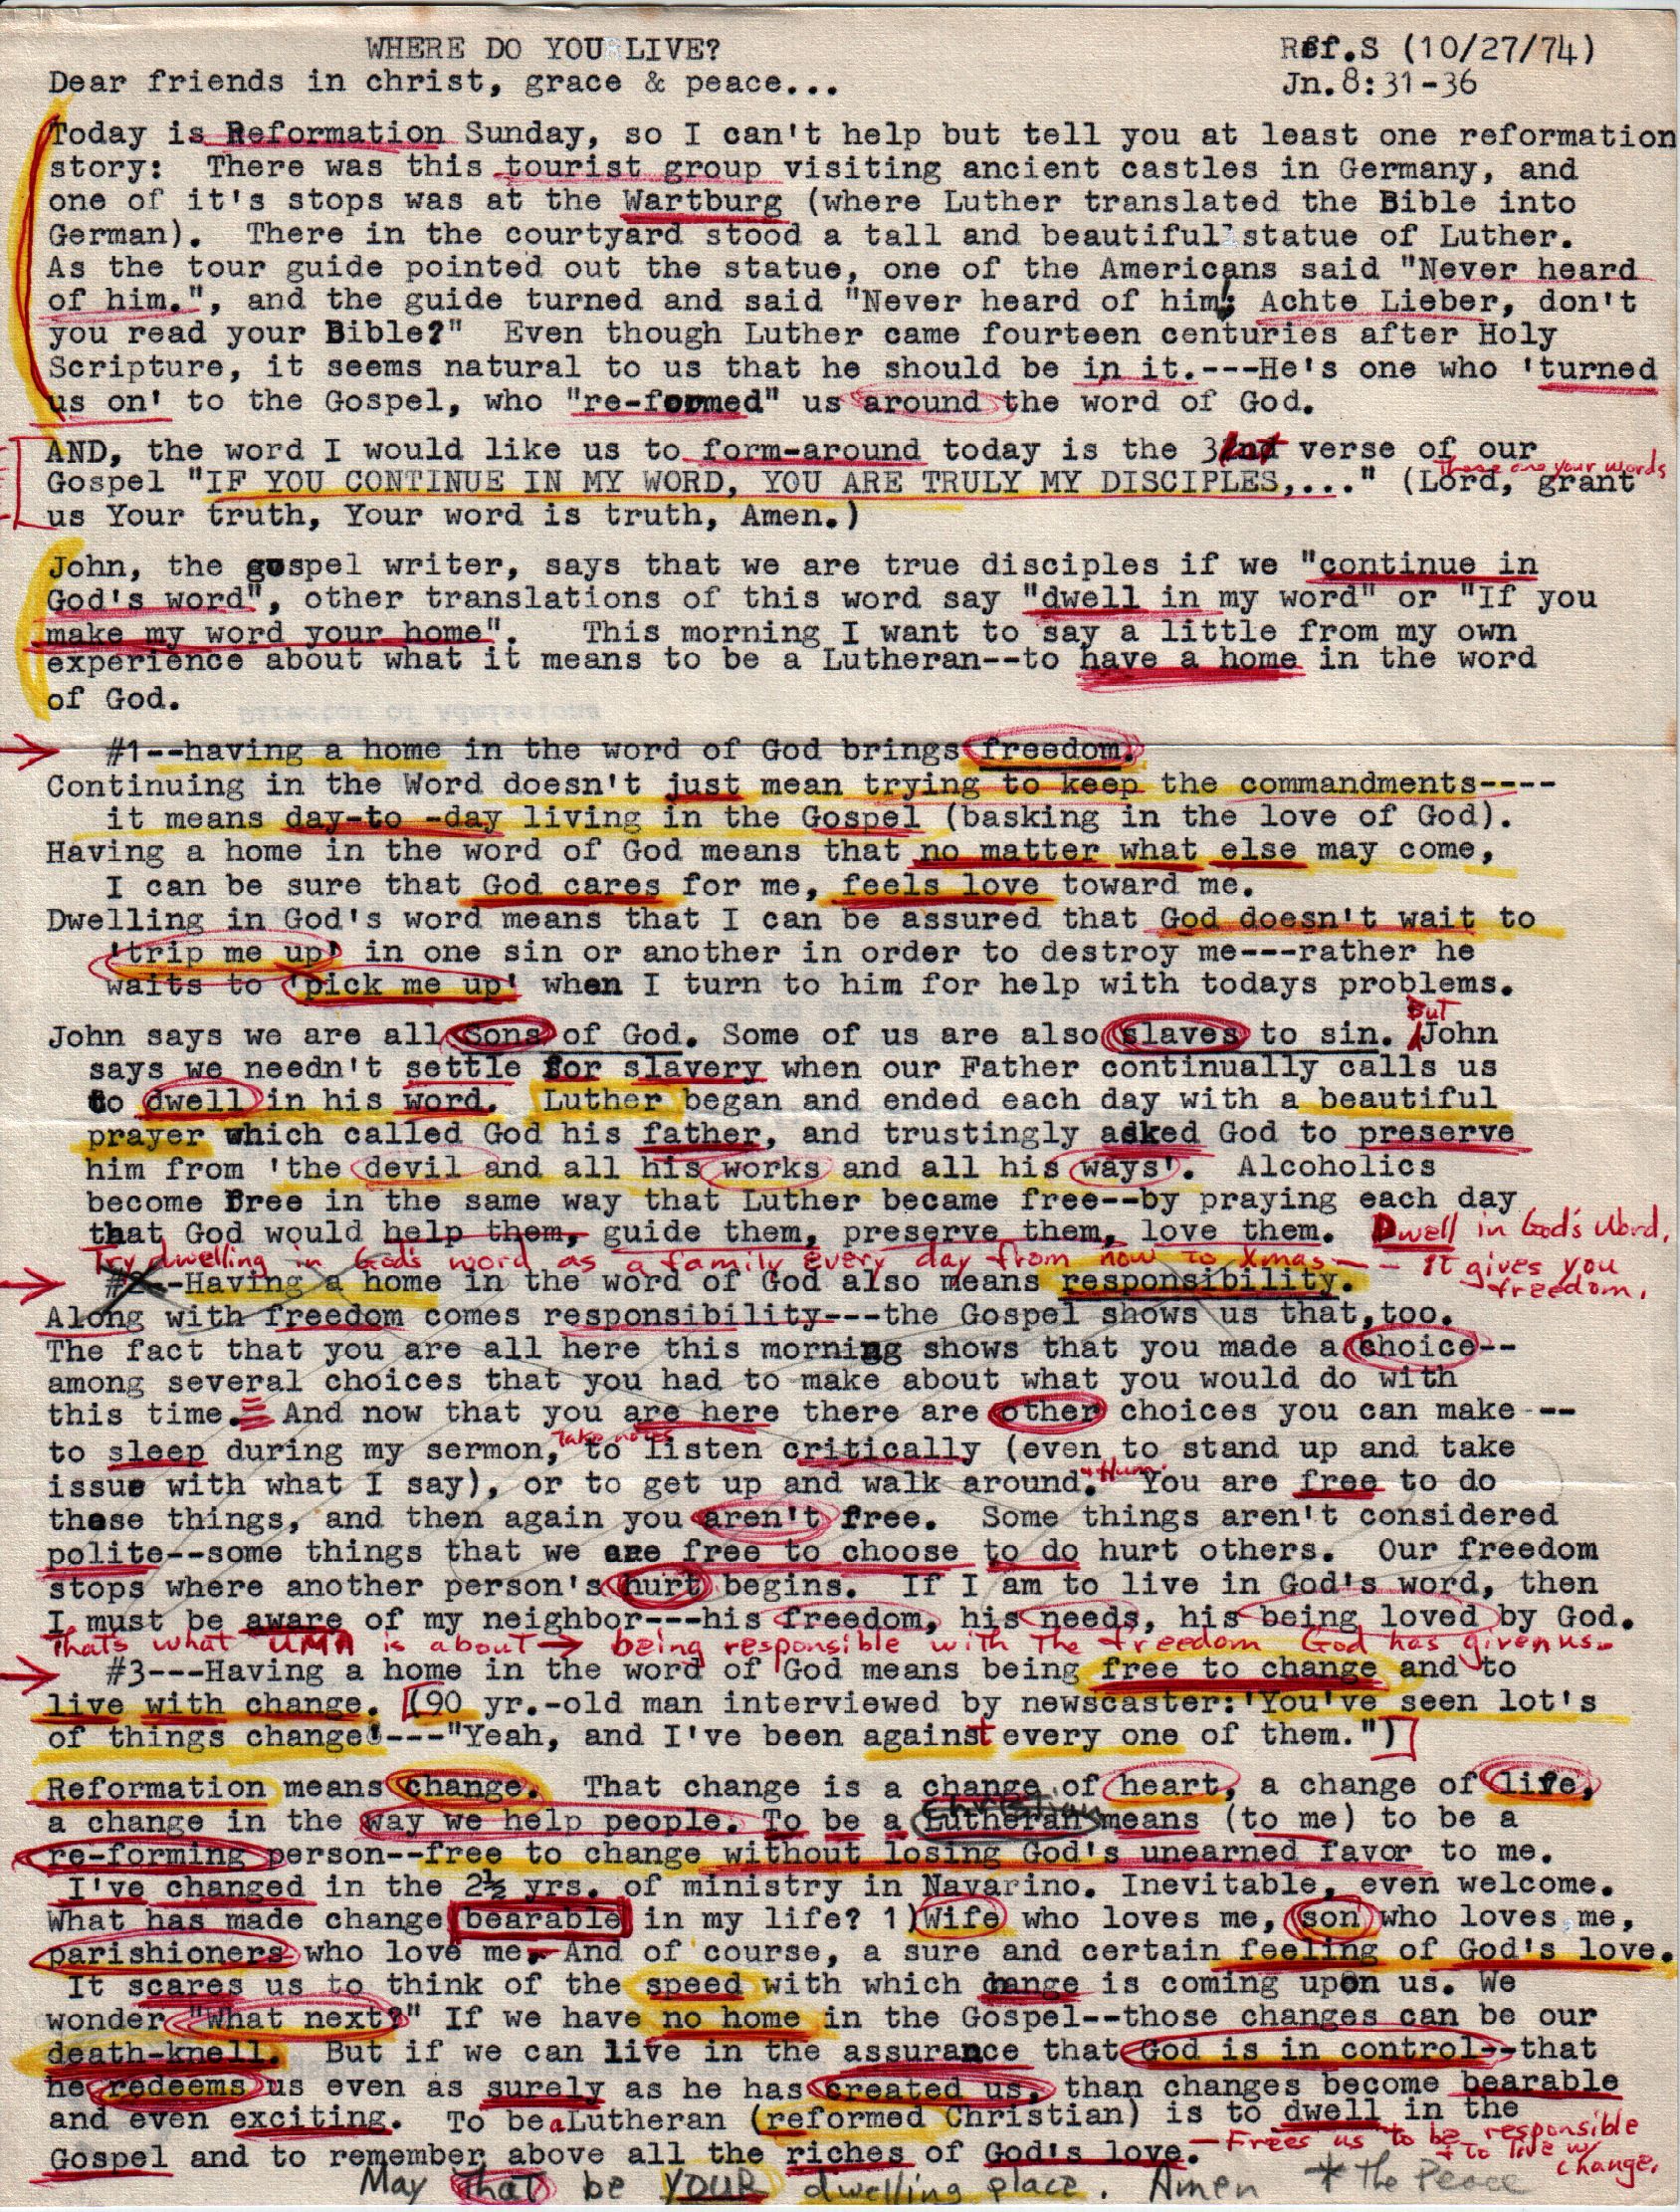 WHERE DO YOU LIVE? Ref.S (10/27/74)
Dear friends in christ, grace & peace... Jn.8:31-36
Today is Reformation Sunday, so I can't help but tell you at least one reformation
story: There was this tourist group visiting ancient castles in Germany, and
one of it's stops was at the Wartburg (where Luther translated the Bible into
German). There in the courtyard stood a tall and beautiful statue of Luther.
As the tour guide pointed out the statue, one of the Americans said "Never heard
of him.", and the guide turned and said "Never heard of him! Achte Lieber, don't
you read your Bible?" Even though Luther came fourteen centuries after Holy
Scripture, it seems natural to us that he should be in it.---He's one who 'turned
us on' to the Gospel, who "re-formed" us around the word of God.
AND, the word I would like us to form-around today is the verse of our
Gospel "IF YOU CONTINUE IN MY WORD, YOU ARE TRULY MY DISCIPLES,..." (Lord, These are your words grant
us Your truth, Your word is truth, Amen.)
John, the gospel writer, says that we are true disciples if we "continue in
God's word", other translations of this word say "dwell in my word" or "If you
make my word your home". This morning I want to say a little from my own
experience about what it means to be a Lutheran--to have a home in the word
of God.
#1--having a home in the word of God brings freedom.
Continuing in the Word doesn't just mean trying to keep the commandments----
it means day-to -day living in the Gospel (basking in the love of God).
Having a home in the word of God means that no matter what else may come,
I can be sure that God cares for me, feels love toward me.
Dwelling in God's word means that I can be assured that God doesn't wait to
'trip me up' in one sin or another in order to destroy me---rather he
waits to 'pick me up' when I turn to him for help with todays problems.
John says we are all Sons of God. Some of us are also slaves to sin. But John
says we needn't settle for slavery when our Father continually calls us
to dwell in his word. Luther began and ended each day with a beautiful
prayer which called God his father, and trustingly asked God to preserve
him from 'the devil and all his works and all his ways'. Alcoholics
become free in the same way that Luther became free--by praying each day
that God would help them, guide them, preserve them, love them. Dwell in God's Word,
Try dwelling in God's word as a family every day from now to Xmas-- it gives you
freedom.
#2--Having a home in the word of God also means responsibility.
Along with freedom comes responsibility---the Gospel shows us that,too.
The fact that you are all here this morning shows that you made a choice--
among several choices that you had to make about what you would do with
this time. And now that you are here there are other choices you can make --
to sleep during my sermon, take notes to listen critically (even to stand up and take
issue with what I say), or to get up and walk around. + Hum. You are free to do
these things, and then again you aren't free. Some things aren't considered
polite--some things that we are free to choose to do hurt others. Our freedom
stops where another person's hurt begins. If I am to live in God's word, then
I must be aware of my neighbor---his freedom, his needs, his being loved by God.
Thats what UMA is about → being responsible with the freedom God has given us.
#3---Having a home in the word of God means being free to change and to
live with change. [(90 yr.-old man interviewed by newscaster:'You've seen lot's
of things change'---"Yeah, and I've been against every one of them.")]
Reformation means change. That change is a change of heart, a change of life,
a change in the way we help people. To be a Lutheran Christian means (to me) to be a
re-forming person--free to change without losing God's unearned favor to me.
I've changed in the 2½ yrs. of ministry in Navarino. Inevitable, even welcome.
What has made change bearable in my life? 1)Wife who loves me, son who loves me,
parishioners who love me. And of course, a sure and certain feeling of God's love.
It scares us to think of the speed with which change is coming upon us. We
wonder "What next?" If we have no home in the Gospel--those changes can be our
death-knell. But if we can live in the assurance that God is in control--that
he redeems us even as surely as he has created us, than changes become bearable
and even exciting. To be a Lutheran (reformed Christian) is to dwell in the
Gospel and to remember above all the riches of God's love. - Frees us to be responsible
+ to live w/
change.
May that be YOUR dwelling place. Amen * The Peace